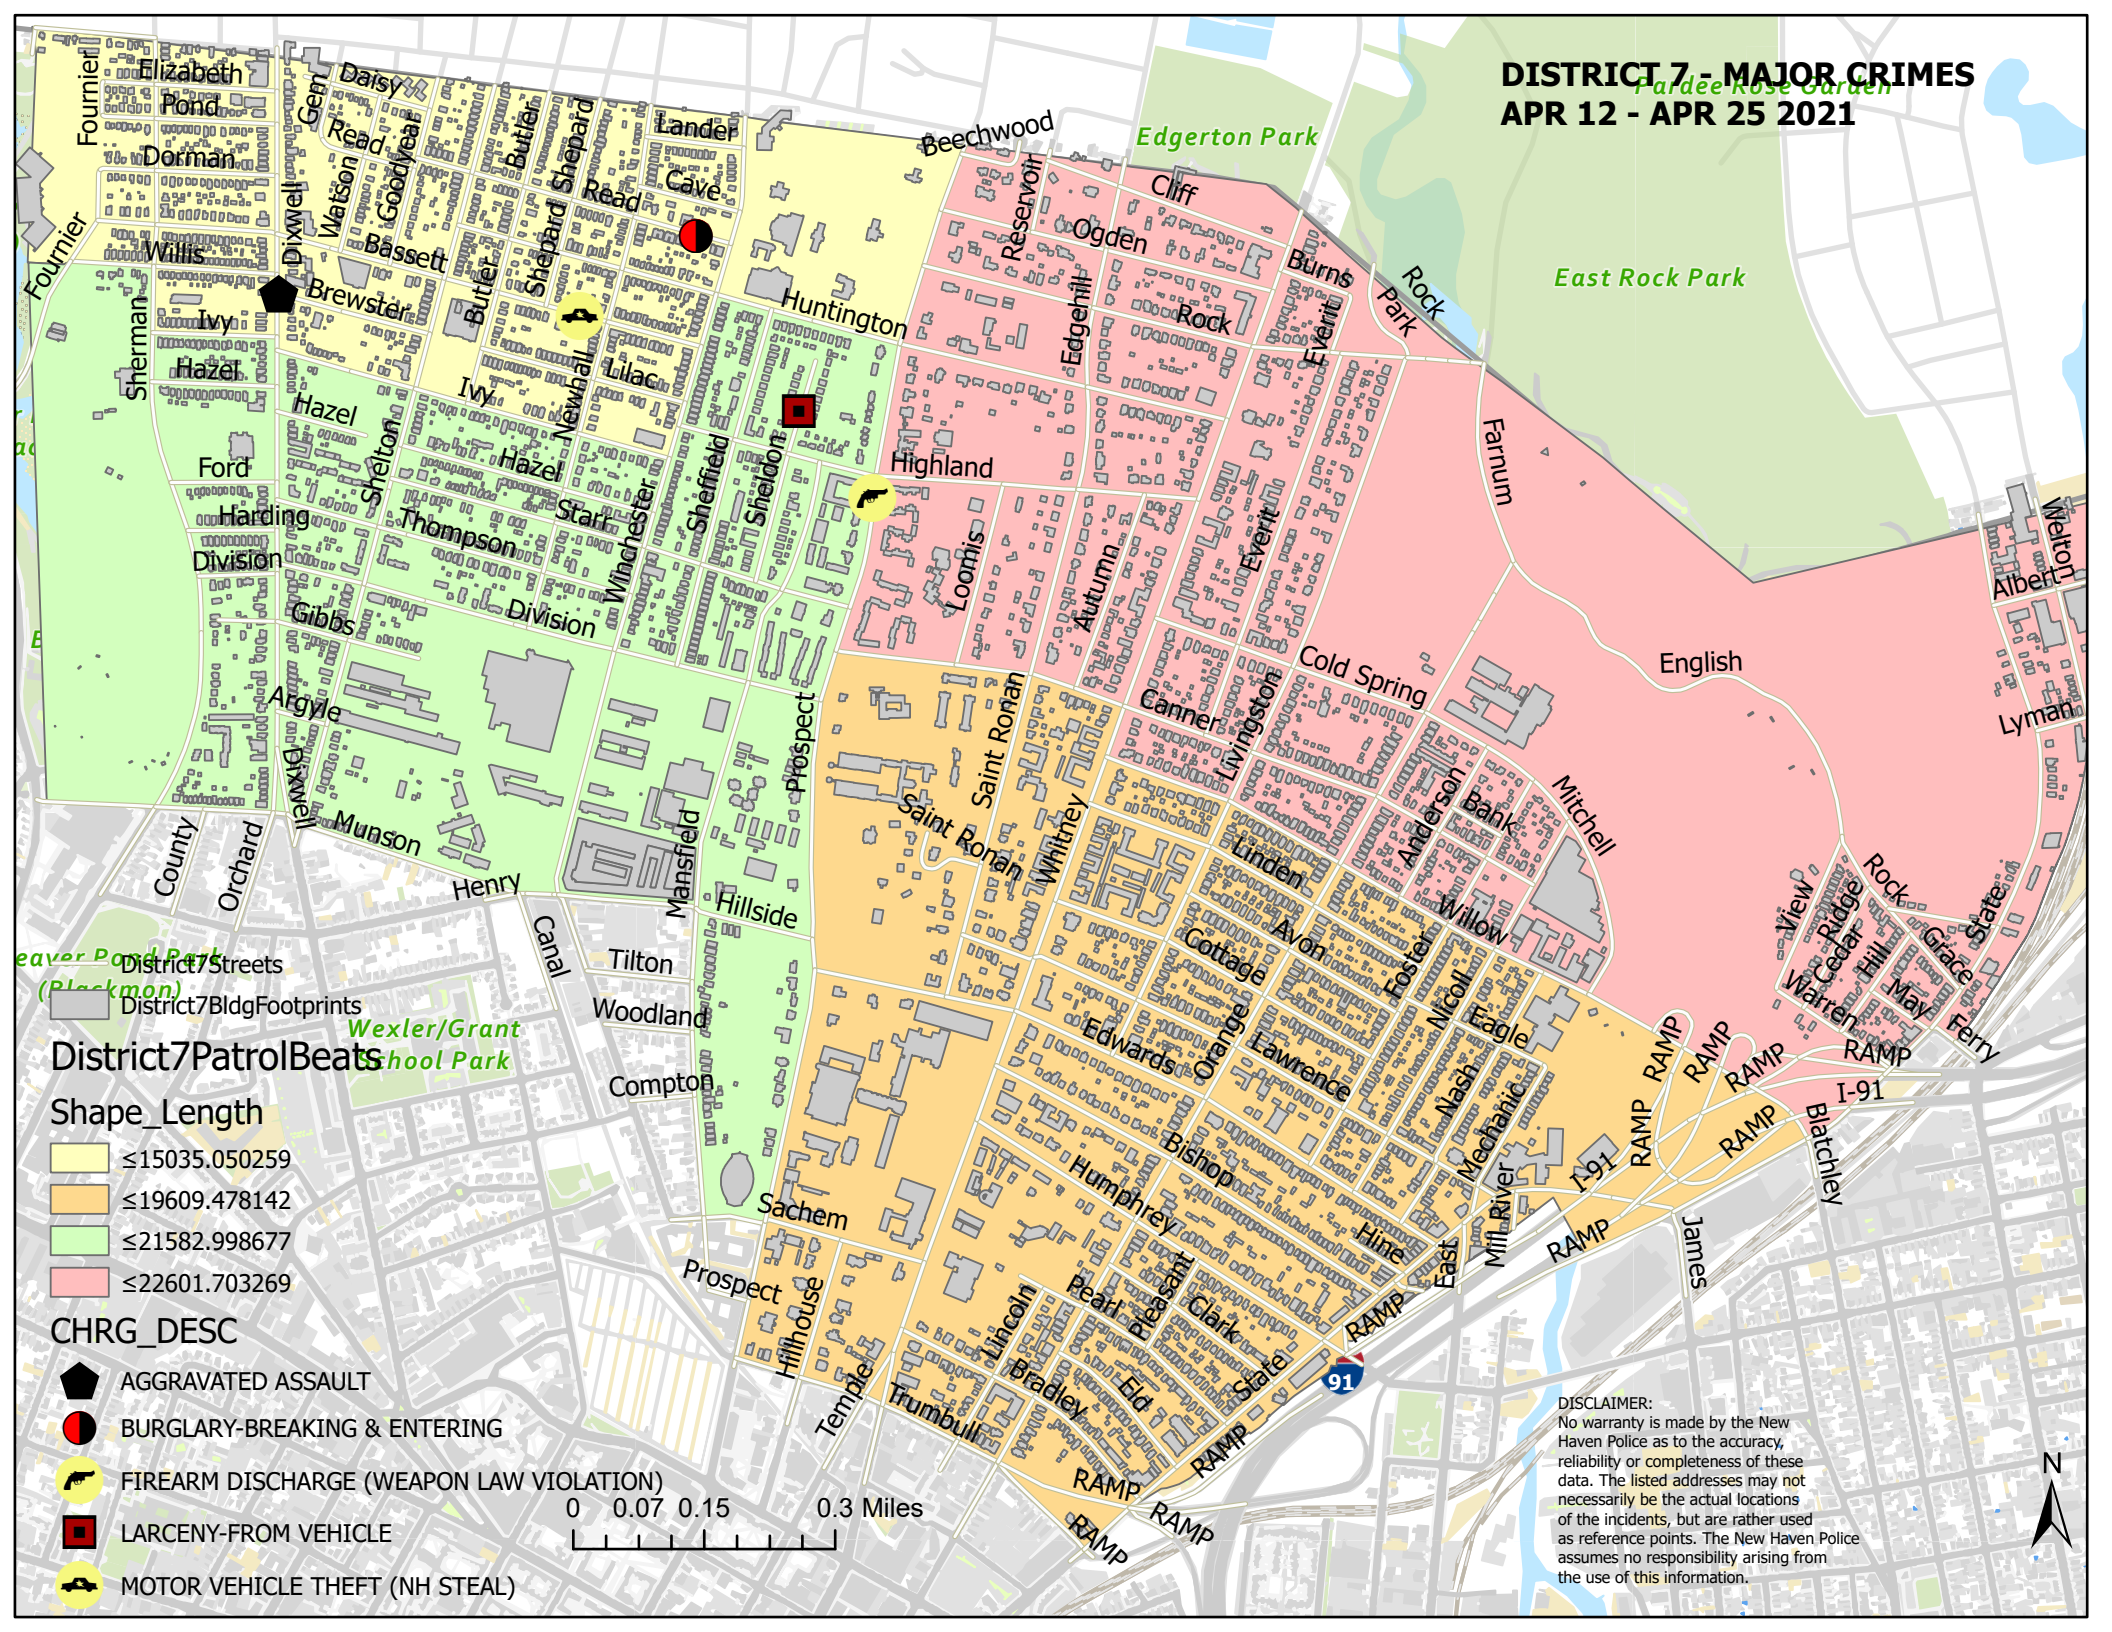 DISTRICT 7 - MAJOR CRIMES
APR 12 - APR 25 2021
Pardee Rose Garden
Edgerton Park
East Rock Park
Fournier
Elizabeth
Pond
Dorman
Gen
Daisy
Read
Watson
Goodyear
Butler
Shepard
Lander
Cave
Read
Beechwood
Reservoir
Cliff
Ogden
Burns
Rock
Park
Rock
Everit
Edgehill
Fournier
Willis
Dixwell
Bassett
Brewster
Butler
Shepard
Huntington
Sherman
Ivy
Hazel
Hazel
Ivy
Newhall
Lilac
Shelton
Ford
Harding
Division
Hazel
Starr
Thompson
Winchester
Sheffield
Sheldon
Highland
Loomis
Autumn
Everit
Farnum
Welton
Albert
Lyman
English
Gibbs
Division
Argyle
Dixwell
Prospect
Saint Ronan
Canner
Livingston
Cold Spring
Mitchell
Anderson
Bank
County
Orchard
Munson
Henry
Mansfield
Hillside
Saint Ronan
Whitney
Linden
Willow
Canal
Tilton
Woodland
Compton
Cottage
Avon
Foster
Nicoll
Eagle
Edwards
Orange
Lawrence
Nash
Mechanic
View
Ridge
Cedar
Hill
Rock
Grace
State
Warren
May
Ferry
RAMP
RAMP
RAMP
RAMP
I-91
RAMP
RAMP
Blatchley
I-91
Bishop
Humphrey
Hine
East
Mill River
RAMP
James
Sachem
Prospect
Hillhouse
Temple
Lincoln
Pearl
Pleasant
Clark
Bradley
Eld
State
RAMP
91
Trumbull
RAMP
RAMP
RAMP
RAMP
eaver Pond Park
(Blackmon)
Wexler/Grant
School Park
District7Streets
District7BldgFootprints
District7PatrolBeats
Shape_Length
≤15035.050259
≤19609.478142
≤21582.998677
≤22601.703269
CHRG_DESC
AGGRAVATED ASSAULT
BURGLARY-BREAKING & ENTERING
FIREARM DISCHARGE (WEAPON LAW VIOLATION)
LARCENY-FROM VEHICLE
MOTOR VEHICLE THEFT (NH STEAL)
0 0.07 0.15 0.3 Miles
DISCLAIMER:
No warranty is made by the New
Haven Police as to the accuracy,
reliability or completeness of these
data. The listed addresses may not
necessarily be the actual locations
of the incidents, but are rather used
as reference points. The New Haven Police
assumes no responsibility arising from
the use of this information.
N